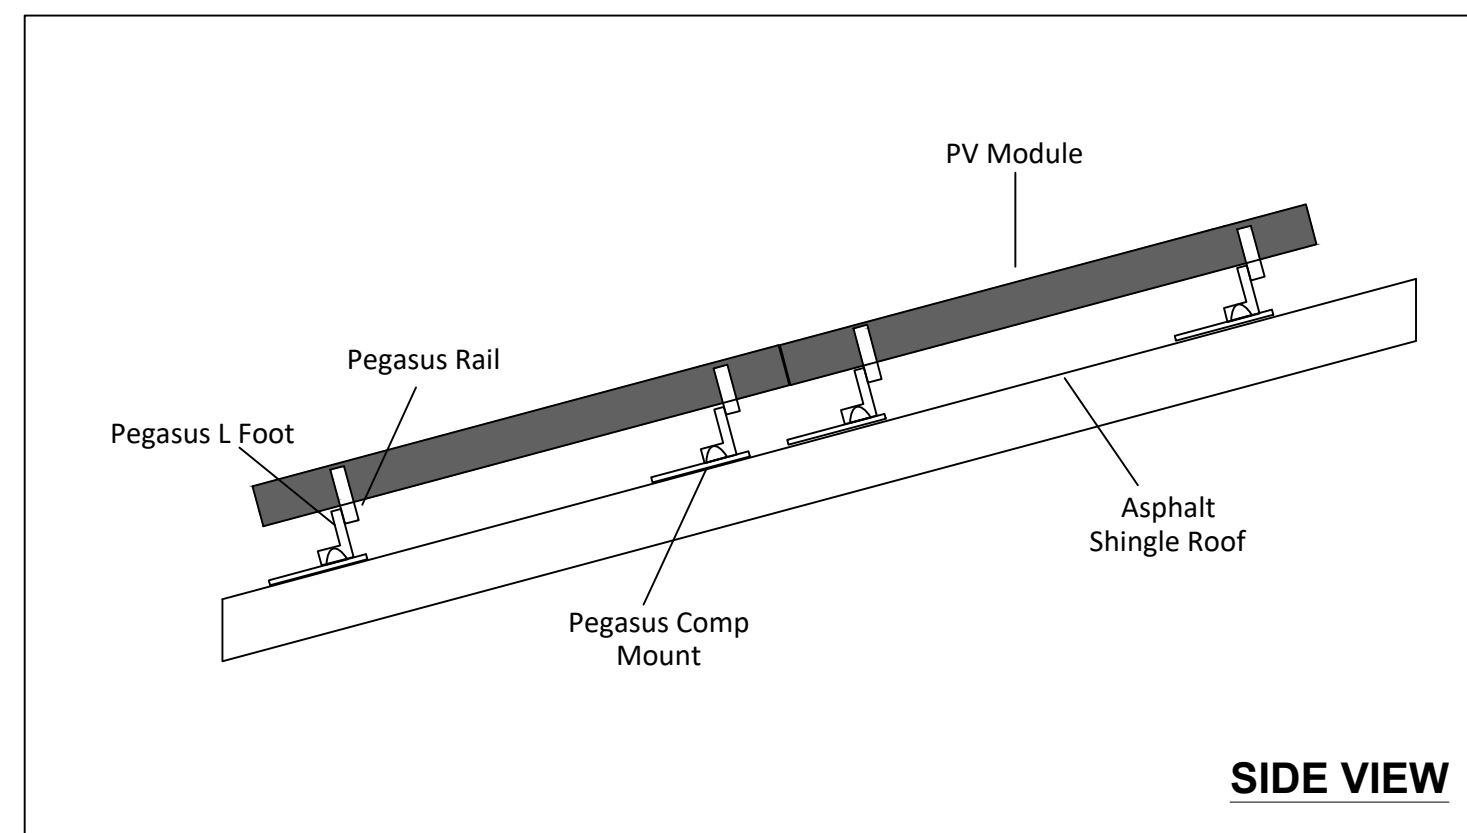 PV Module
Pegasus Rail
Pegasus L Foot
Asphalt
Shingle Roof
Pegasus Comp
Mount
SIDE VIEW